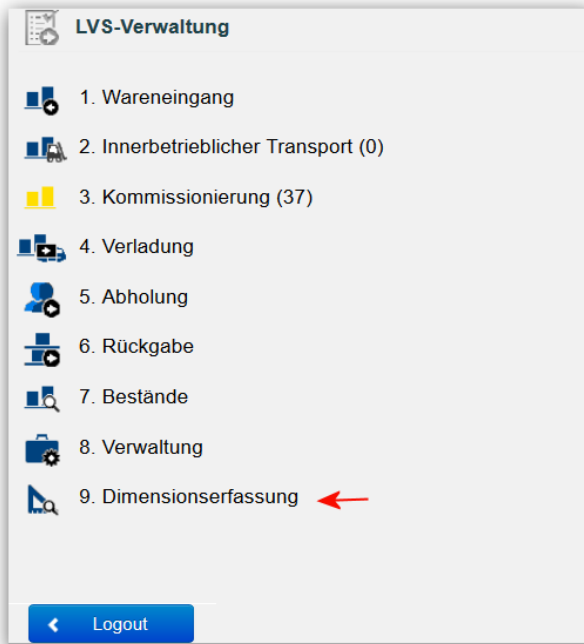 LVS-Verwaltung
1. Wareneingang
2. Innerbetrieblicher Transport (0)
3. Kommissionierung (37)
4. Verladung
5. Abholung
6. Rückgabe
7. Bestände
8. Verwaltung
9. Dimensionserfassung
Logout